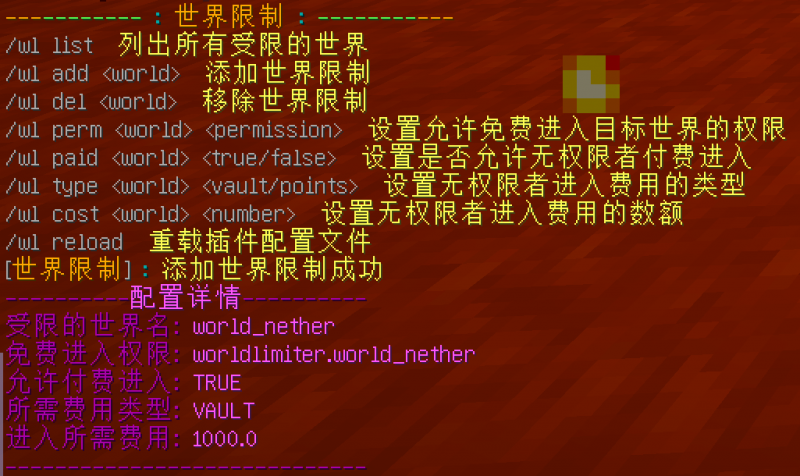 ----------- : 世界限制 : -----------
/wl list 列出所有受限的世界
/wl add <world> 添加世界限制
/wl del <world> 移除世界限制
/wl perm <world> <permission> 设置允许免费进入目标世界的权限
/wl paid <world> <true/false> 设置是否允许无权限者付费进入
/wl type <world> <vault/points> 设置无权限者进入费用的类型
/wl cost <world> <number> 设置无权限者进入费用的数额
/wl reload 重载插件配置文件
[世界限制] : 添加世界限制成功
----------配置详情----------
受限的世界名: world_nether
免费进入权限: worldlimiter.world_nether
允许付费进入: TRUE
所需费用类型: VAULT
进入所需费用: 1000.0
-----------------------------